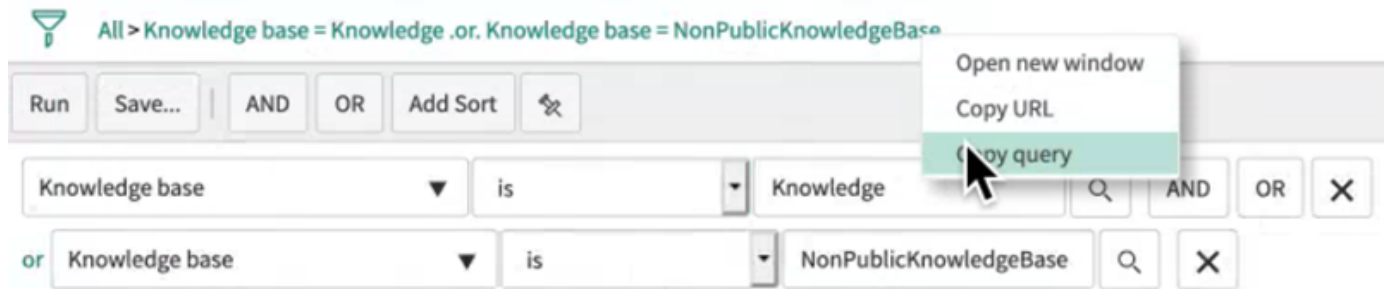 All > Knowledge base = Knowledge .or. Knowledge base = NonPublicKnowledgeBase
Open new window
Copy URL
Copy query
Run Save... AND OR Add Sort
Knowledge base is Knowledge AND OR
or Knowledge base is NonPublicKnowledgeBase